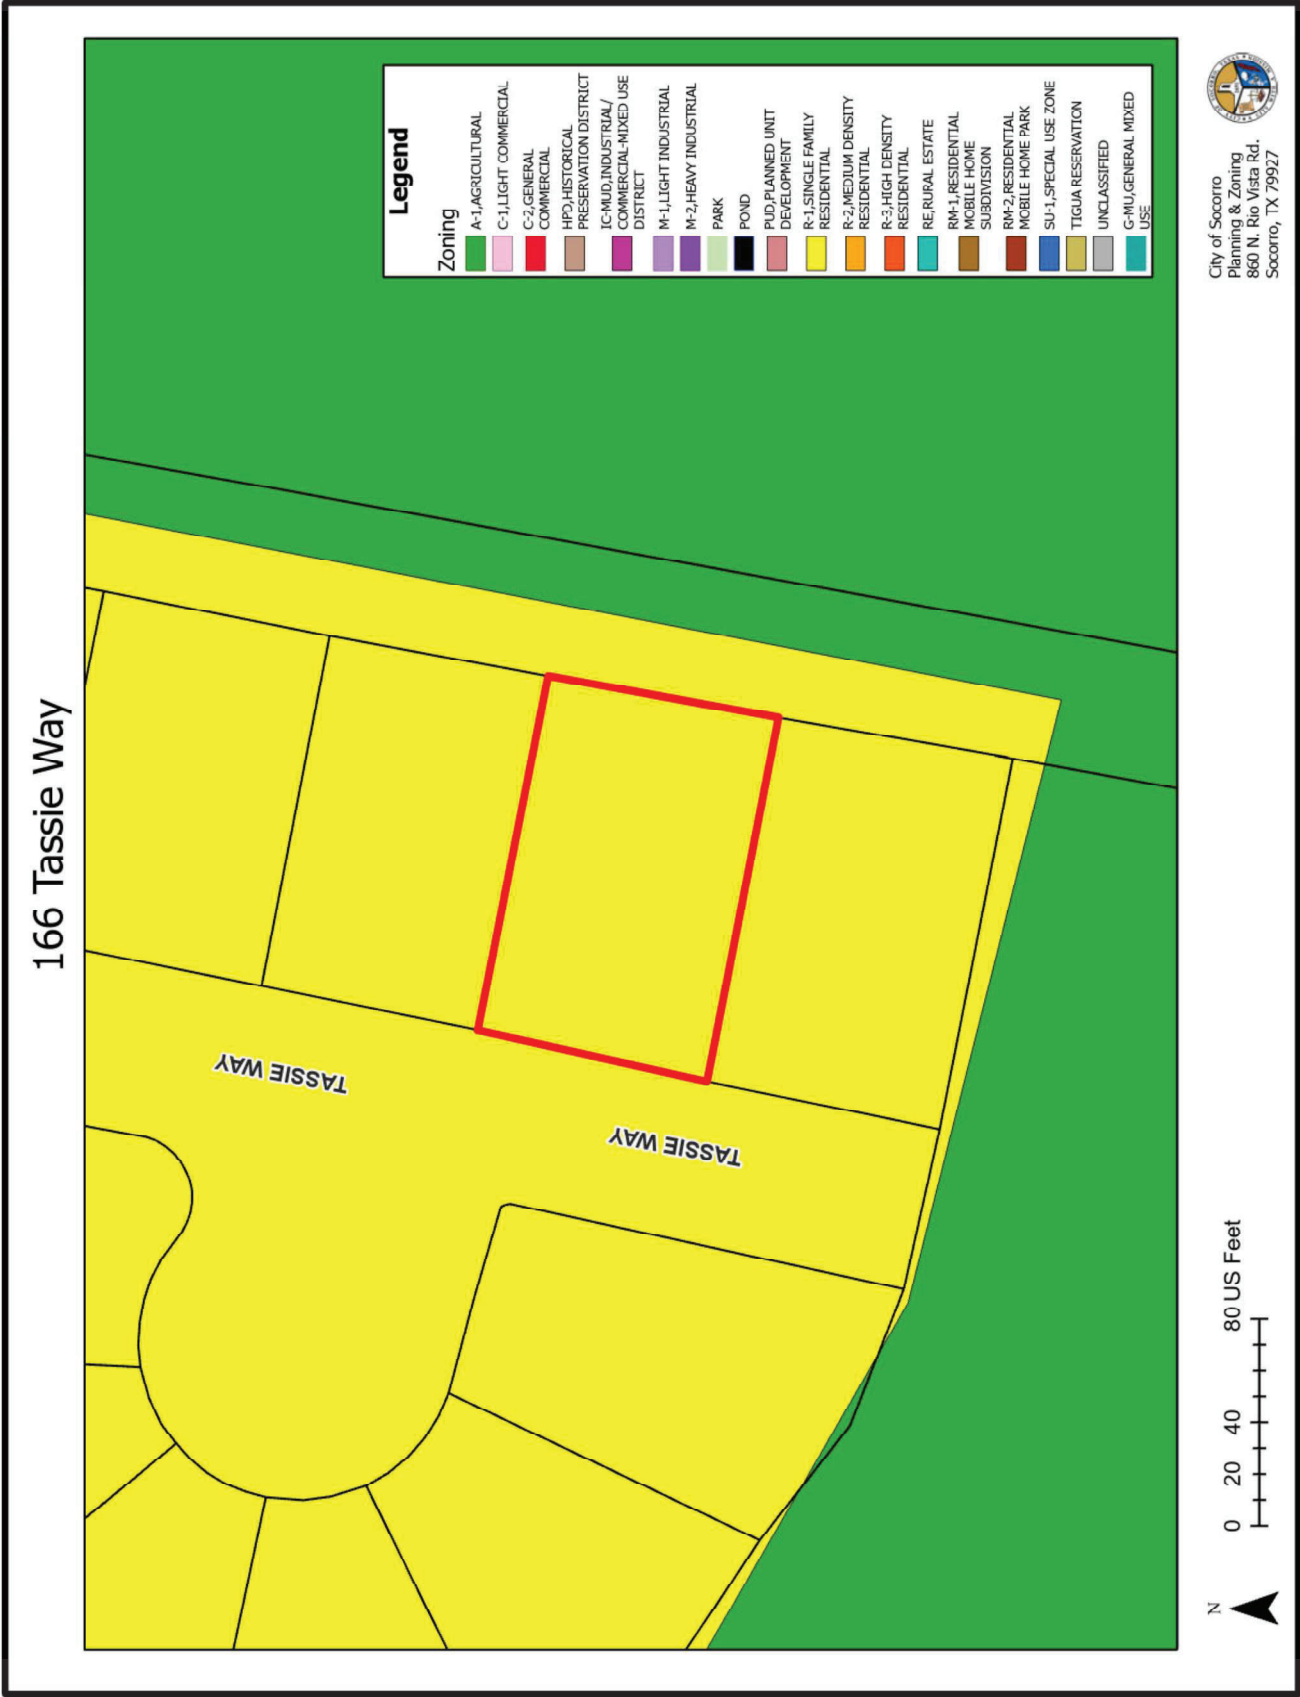 166 Tassie Way
TASSIE WAY
TASSIE WAY
Legend
Zoning
A-1,AGRICULTURAL
C-1,LIGHT COMMERCIAL
C-2,GENERAL
COMMERCIAL
HPD,HISTORICAL
PRESERVATION DISTRICT
IC-MUD,INDUSTRIAL/
COMMERCIAL-MIXED USE
DISTRICT
M-1,LIGHT INDUSTRIAL
M-2,HEAVY INDUSTRIAL
PARK
POND
PUD,PLANNED UNIT
DEVELOPMENT
R-1,SINGLE FAMILY
RESIDENTIAL
R-2,MEDIUM DENSITY
RESIDENTIAL
R-3,HIGH DENSITY
RESIDENTIAL
RE,RURAL ESTATE
RM-1,RESIDENTIAL
MOBILE HOME
SUBDIVISION
RM-2,RESIDENTIAL
MOBILE HOME PARK
SU-1,SPECIAL USE ZONE
TIGUA RESERVATION
UNCLASSIFIED
G-MU,GENERAL MIXED
USE
N
0 20 40 80 US Feet
City of Socorro
Planning & Zoning
860 N. Rio Vista Rd.
Socorro, TX 79927